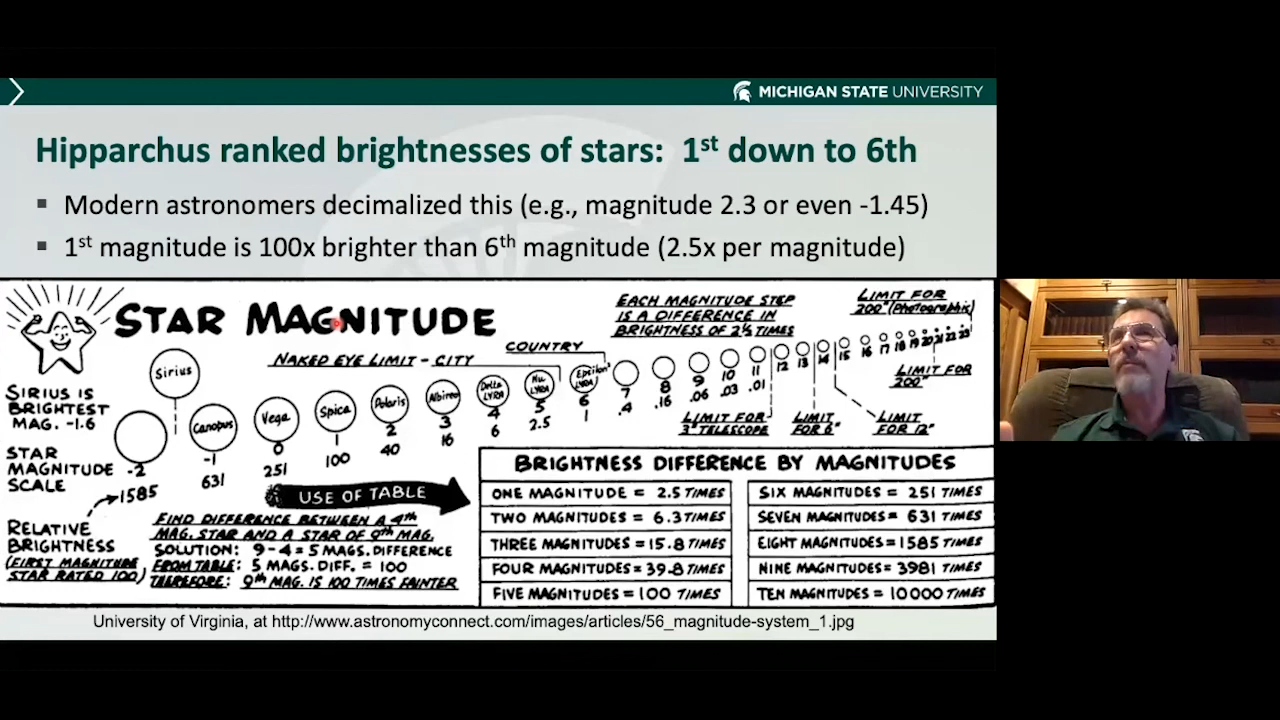 MICHIGAN STATE UNIVERSITY
Hipparchus ranked brightnesses of stars: 1st down to 6th
▪ Modern astronomers decimalized this (e.g., magnitude 2.3 or even -1.45)
▪ 1st magnitude is 100x brighter than 6th magnitude (2.5x per magnitude)
STAR MAGNITUDE
EACH MAGNITUDE STEP
IS A DIFFERENCE IN
BRIGHTNESS OF 2½ TIMES
LIMIT FOR
200" (Photographic)
NAKED EYE LIMIT - CITY
COUNTRY
SIRIUS IS
BRIGHTEST
MAG. -1.6
Sirius
Canopus
Vega
Spica
Polaris
Albireo
Delta LYRA
Nu LYRA
Epsilon LYRA
STAR
MAGNITUDE
SCALE
-2 -1 0 1 2 3 4 5 6 7 8 9 10 11 12 13 14 15 16 17 18 19 20 21 22 23
RELATIVE
BRIGHTNESS
(FIRST MAGNITUDE
STAR RATED 100)
1585 631 251 100 40 16 6 2.5 1 .4 .16 .06 .03 .01
LIMIT FOR
3" TELESCOPE
LIMIT
FOR 6"
LIMIT
FOR 12"
LIMIT FOR
200"
USE OF TABLE
FIND DIFFERENCE BETWEEN A 4th
MAG. STAR AND A STAR OF 9th MAG.
SOLUTION: 9-4=5 MAGS. DIFFERENCE
FROM TABLE: 5 MAGS. DIFF. = 100
THEREFORE: 9th MAG. IS 100 TIMES FAINTER
BRIGHTNESS DIFFERENCE BY MAGNITUDES
ONE MAGNITUDE = 2.5 TIMES
TWO MAGNITUDES = 6.3 TIMES
THREE MAGNITUDES = 15.8 TIMES
FOUR MAGNITUDES = 39.8 TIMES
FIVE MAGNITUDES = 100 TIMES
SIX MAGNITUDES = 251 TIMES
SEVEN MAGNITUDES = 631 TIMES
EIGHT MAGNITUDES = 1585 TIMES
NINE MAGNITUDES = 3981 TIMES
TEN MAGNITUDES = 10000 TIMES
University of Virginia, at http://www.astronomyconnect.com/images/articles/56_magnitude-system_1.jpg